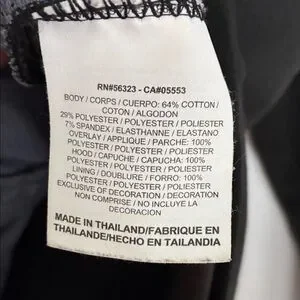 RN#56323 - CA#05553
BODY / CORPS / CUERPO: 64% COTTON /
COTON / ALGODON
29% POLYESTER / POLYESTER / POLIESTER
7% SPANDEX / ELASTHANNE / ELASTANO
OVERLAY / APPLIQUE / PARCHE: 100%
POLYESTER / POLYESTER / POLIESTER
HOOD / CAPUCHE / CAPUCHA: 100%
POLYESTER / POLYESTER / POLIESTER
LINING / DOUBLURE / FORRO: 100%
POLYESTER / POLYESTER / POLIESTER
EXCLUSIVE OF DECORATION / DECORATION
NON COMPRISE / NO INCLUYE LA
DECORACION
MADE IN THAILAND/FABRIQUE EN
THAILANDE/HECHO EN TAILANDIA